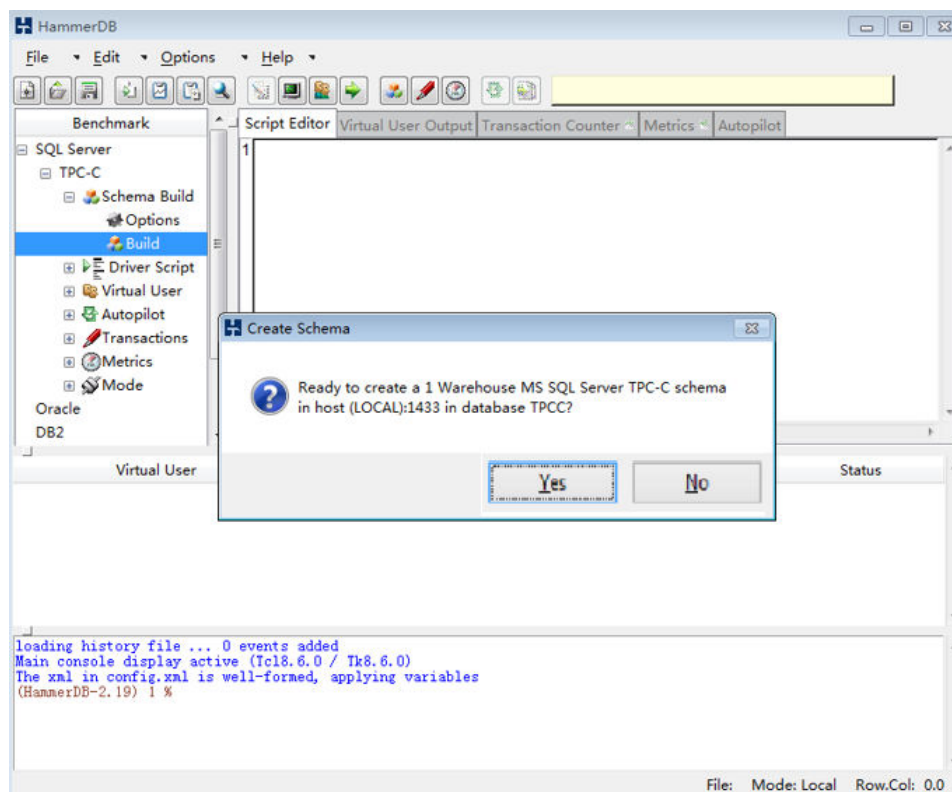 HammerDB
File Edit Options Help
Benchmark
Script Editor Virtual User Output Transaction Counter Metrics Autopilot
SQL Server
1
TPC-C
Schema Build
Options
Build
Driver Script
Virtual User
Autopilot
Transactions
Metrics
Mode
Oracle
DB2
Create Schema
Ready to create a 1 Warehouse MS SQL Server TPC-C schema
in host (LOCAL):1433 in database TPCC?
Yes No
Virtual User Status
loading history file ... 0 events added
Main console display active (Tcl8.6.0 / Tk8.6.0)
The xml in config.xml is well-formed, applying variables
(HammerDB-2.19) 1 %
File: Mode: Local Row.Col: 0.0